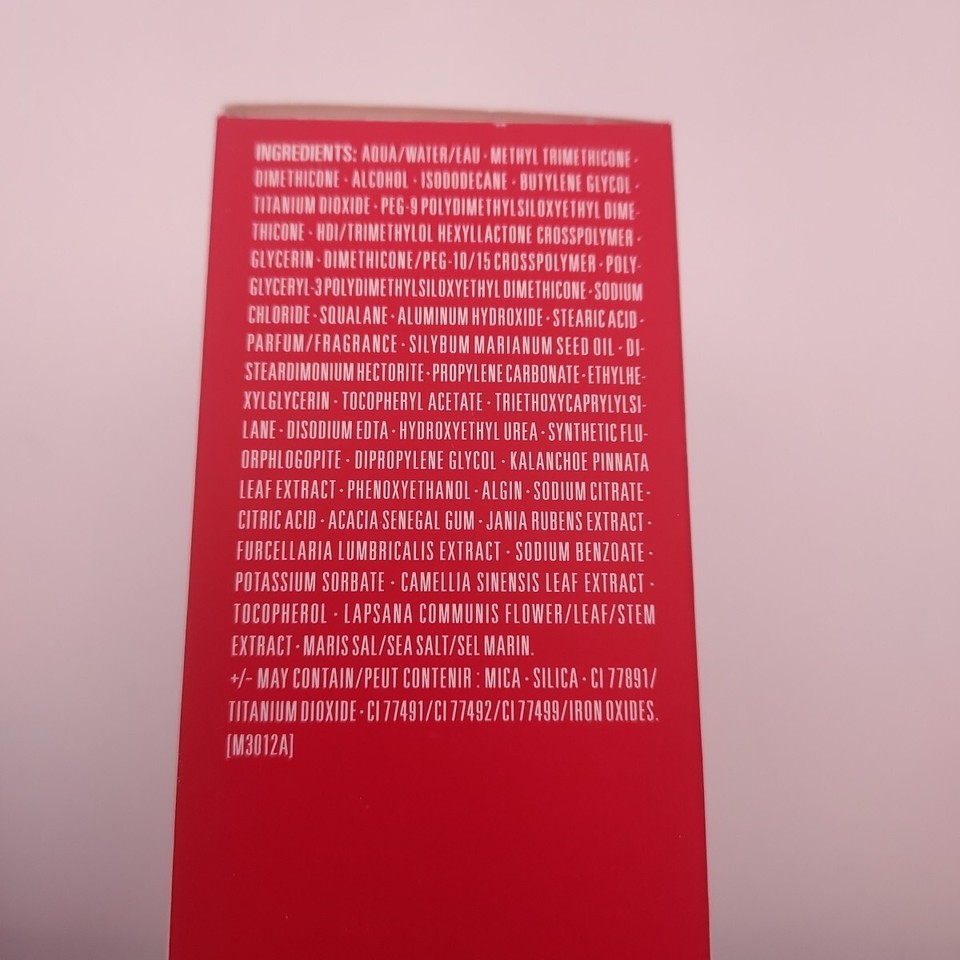 INGREDIENTS: AQUA/WATER/EAU · METHYL TRIMETHICONE ·
DIMETHICONE · ALCOHOL · ISODODECANE · BUTYLENE GLYCOL ·
TITANIUM DIOXIDE · PEG-9 POLYDIMETHYLSILOXYETHYL DIME-
THICONE · HDI/TRIMETHYLOL HEXYLLACTONE CROSSPOLYMER ·
GLYCERIN · DIMETHICONE/PEG-10/15 CROSSPOLYMER · POLY-
GLYCERYL-3 POLYDIMETHYLSILOXYETHYL DIMETHICONE · SODIUM
CHLORIDE · SQUALANE · ALUMINUM HYDROXIDE · STEARIC ACID ·
PARFUM/FRAGRANCE · SILYBUM MARIANUM SEED OIL · DI-
STEARDIMONIUM HECTORITE · PROPYLENE CARBONATE · ETHYLHE-
XYLGLYCERIN · TOCOPHERYL ACETATE · TRIETHOXYCAPRYLYLSI-
LANE · DISODIUM EDTA · HYDROXYETHYL UREA · SYNTHETIC FLU-
ORPHLOGOPITE · DIPROPYLENE GLYCOL · KALANCHOE PINNATA
LEAF EXTRACT · PHENOXYETHANOL · ALGIN · SODIUM CITRATE ·
CITRIC ACID · ACACIA SENEGAL GUM · JANIA RUBENS EXTRACT ·
FURCELLARIA LUMBRICALIS EXTRACT · SODIUM BENZOATE ·
POTASSIUM SORBATE · CAMELLIA SINENSIS LEAF EXTRACT ·
TOCOPHEROL · LAPSANA COMMUNIS FLOWER/LEAF/STEM
EXTRACT · MARIS SAL/SEA SALT/SEL MARIN.
+/- MAY CONTAIN/PEUT CONTENIR : MICA · SILICA · CI 77891/
TITANIUM DIOXIDE · CI 77491/CI 77492/CI 77499/IRON OXIDES.
[M3012A]